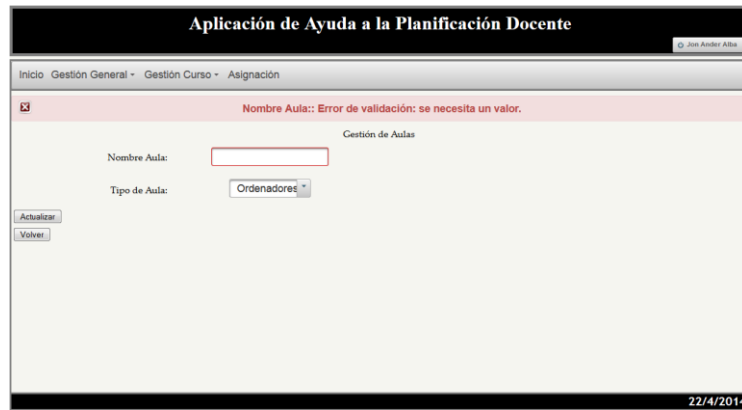 Aplicación de Ayuda a la Planificación Docente
Jon Ander Alba
Inicio Gestión General Gestión Curso Asignación
Nombre Aula:: Error de validación: se necesita un valor.
Gestión de Aulas
Nombre Aula:
Tipo de Aula: Ordenadores
Actualizar
Volver
22/4/2014